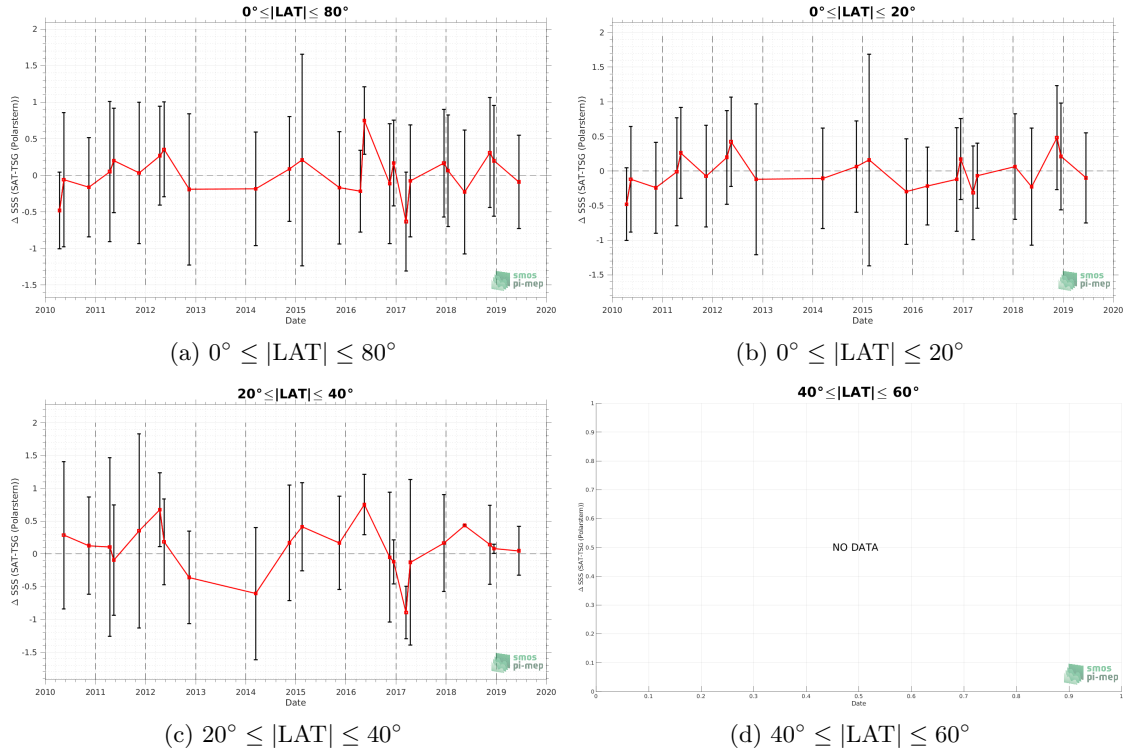 0°≤|LAT|≤ 80°
Δ SSS (SAT-TSG (Polarstern))
2
1.5
1
0.5
0
-0.5
-1
-1.5
2010 2011 2012 2013 2014 2015 2016 2017 2018 2019 2020
Date
smos
pi-mep
(a) 0° ≤ |LAT| ≤ 80°
0°≤|LAT|≤ 20°
Δ SSS (SAT-TSG (Polarstern))
2
1.5
1
0.5
0
-0.5
-1
-1.5
2010 2011 2012 2013 2014 2015 2016 2017 2018 2019 2020
Date
smos
pi-mep
(b) 0° ≤ |LAT| ≤ 20°
20°≤|LAT|≤ 40°
Δ SSS (SAT-TSG (Polarstern))
2
1.5
1
0.5
0
-0.5
-1
-1.5
2010 2011 2012 2013 2014 2015 2016 2017 2018 2019 2020
Date
smos
pi-mep
(c) 20° ≤ |LAT| ≤ 40°
40°≤|LAT|≤ 60°
Δ SSS (SAT-TSG (Polarstern))
1
0.9
0.8
0.7
0.6
0.5
0.4
0.3
0.2
0.1
0
NO DATA
0 0.1 0.2 0.3 0.4 0.5 0.6 0.7 0.8 0.9 1
Date
smos
pi-mep
(d) 40° ≤ |LAT| ≤ 60°